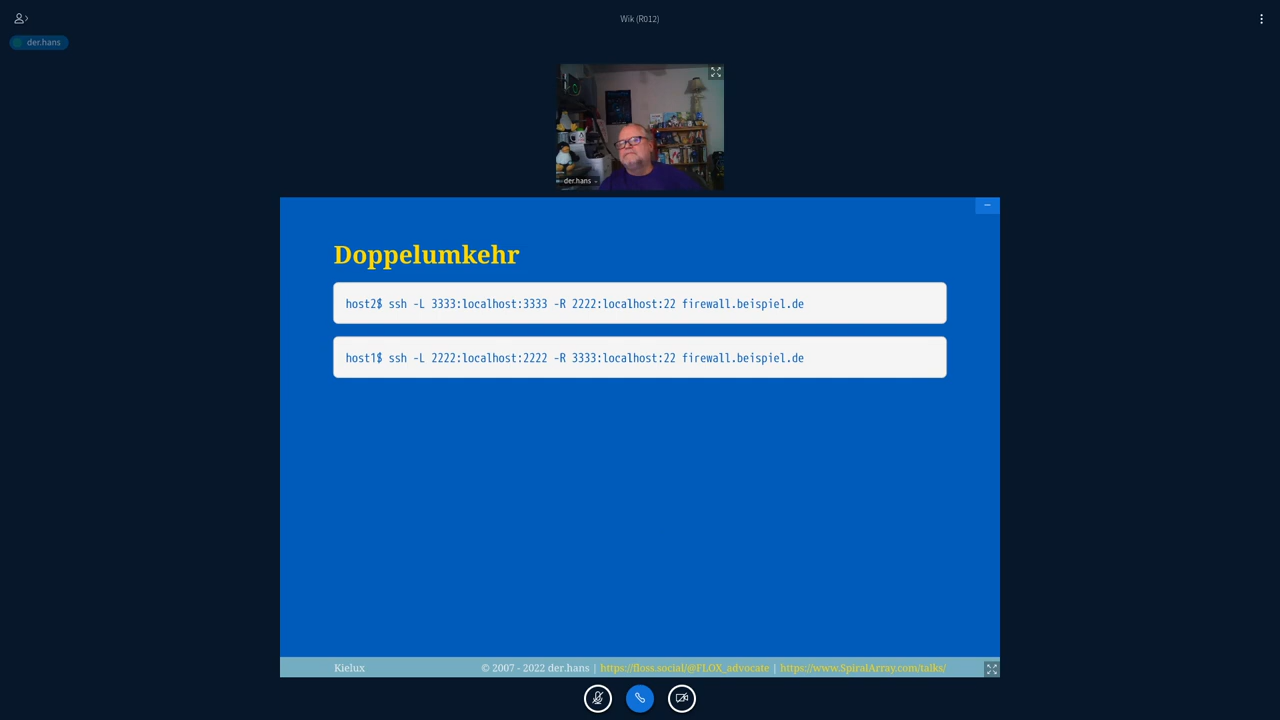 Wik (R012)
der.hans
der.hans
Doppelumkehr
host2$ ssh -L 3333:localhost:3333 -R 2222:localhost:22 firewall.beispiel.de
host1$ ssh -L 2222:localhost:2222 -R 3333:localhost:22 firewall.beispiel.de
Kielux © 2007 - 2022 der.hans | https://floss.social/@FLOX_advocate | https://www.SpiralArray.com/talks/